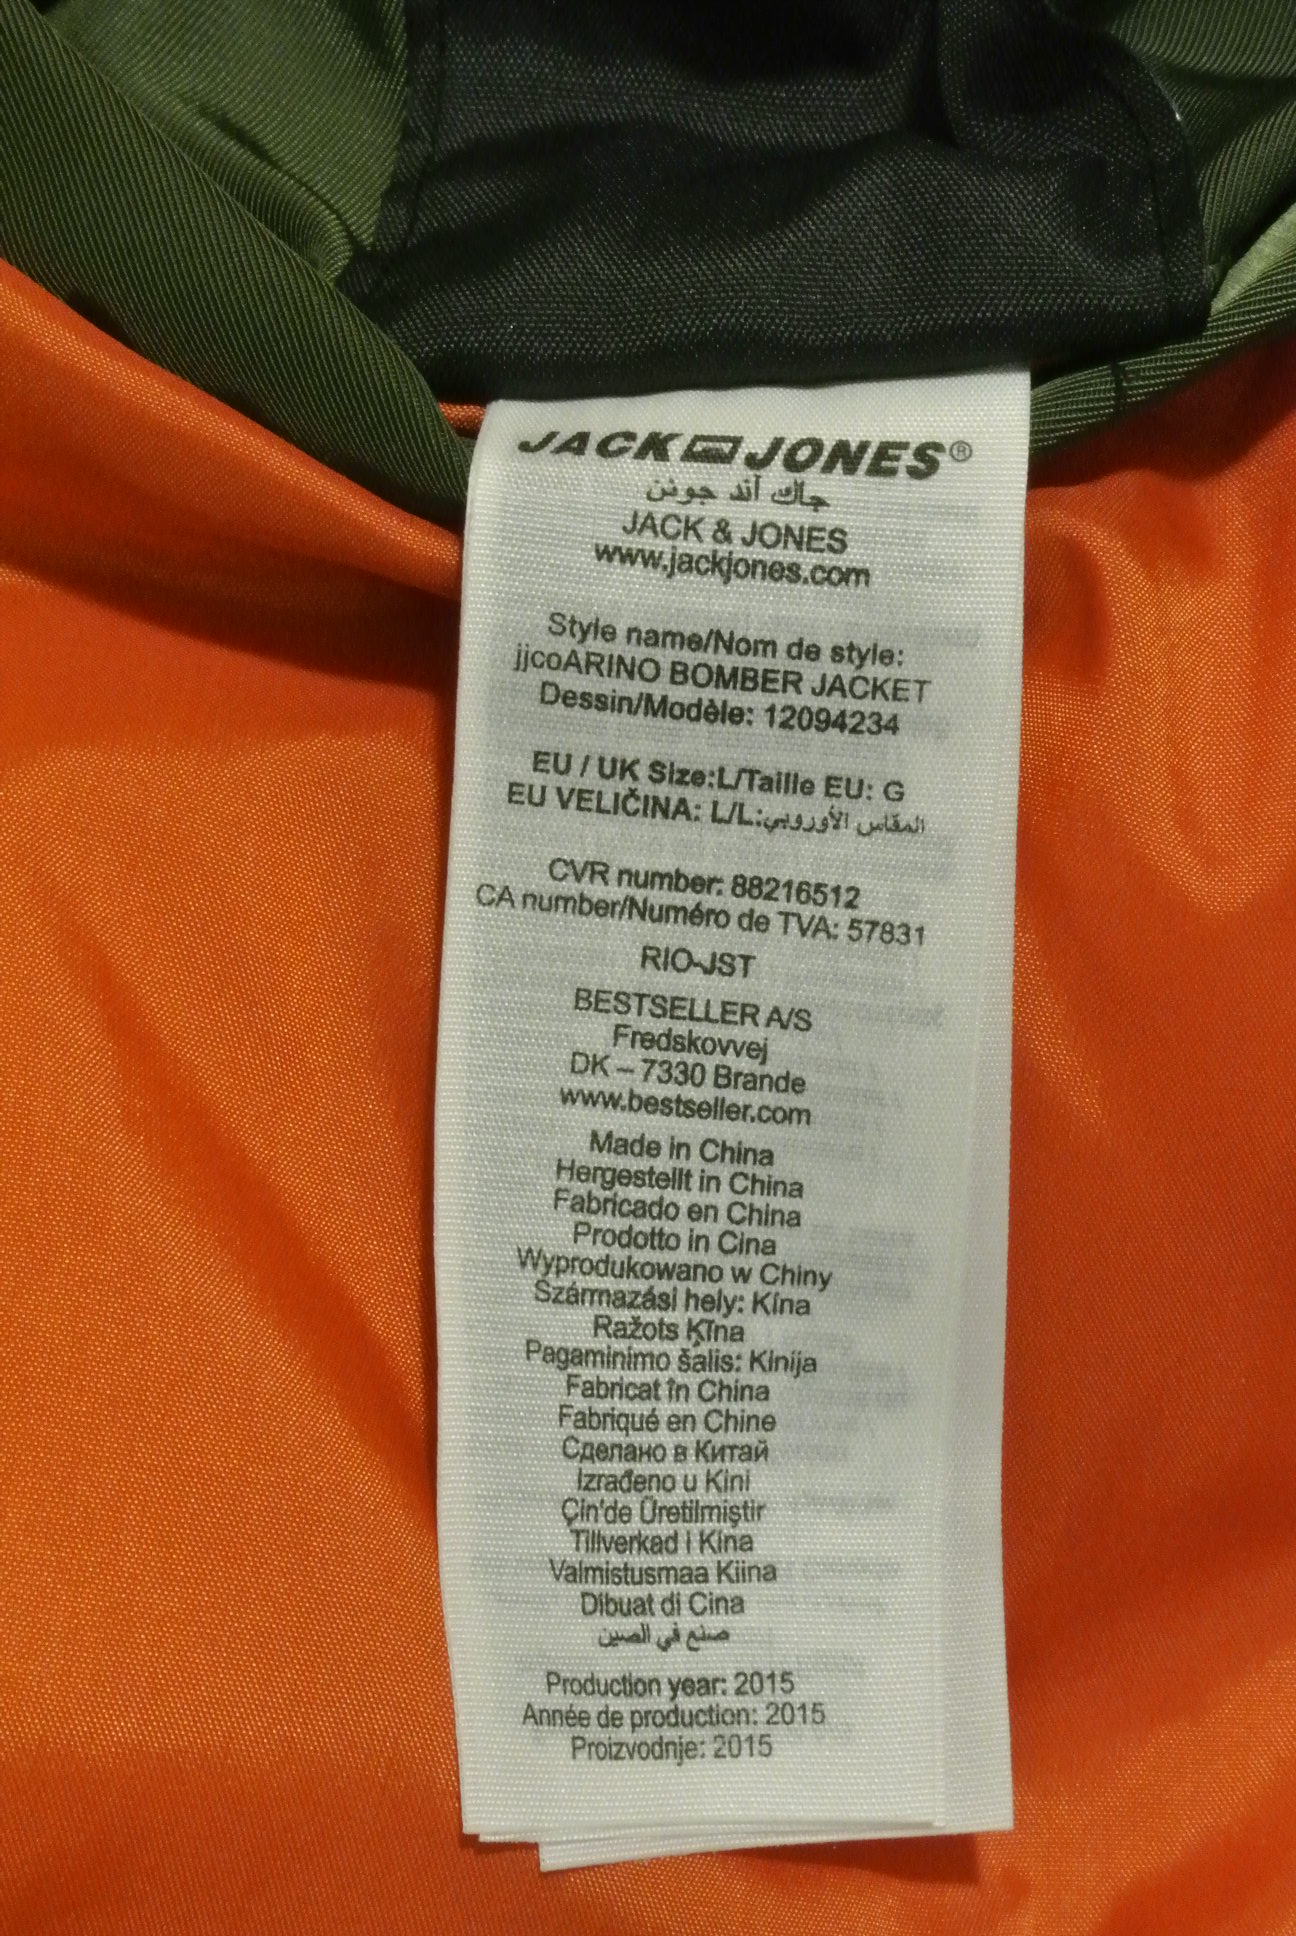 JACK JONES®
جاك أند جونز
JACK & JONES
www.jackjones.com
Style name/Nom de style:
jjcoARINO BOMBER JACKET
Dessin/Modèle: 12094234
EU / UK Size:L/Taille EU: G
EU VELIČINA: L/L:المقاس الأوروبي
CVR number: 88216512
CA number/Numéro de TVA: 57831
RIO-JST
BESTSELLER A/S
Fredskovvej
DK – 7330 Brande
www.bestseller.com
Made in China
Hergestellt in China
Fabricado en China
Prodotto in Cina
Wyprodukowano w Chiny
Származási hely: Kína
Ražots Ķīna
Pagaminimo šalis: Kinija
Fabricat în China
Fabriqué en Chine
Сделано в Китай
Izrađeno u Kini
Çin'de Üretilmiştir
Tillverkad i Kina
Valmistusmaa Kiina
Dibuat di Cina
صنع في الصين
Production year: 2015
Année de production: 2015
Proizvodnje: 2015